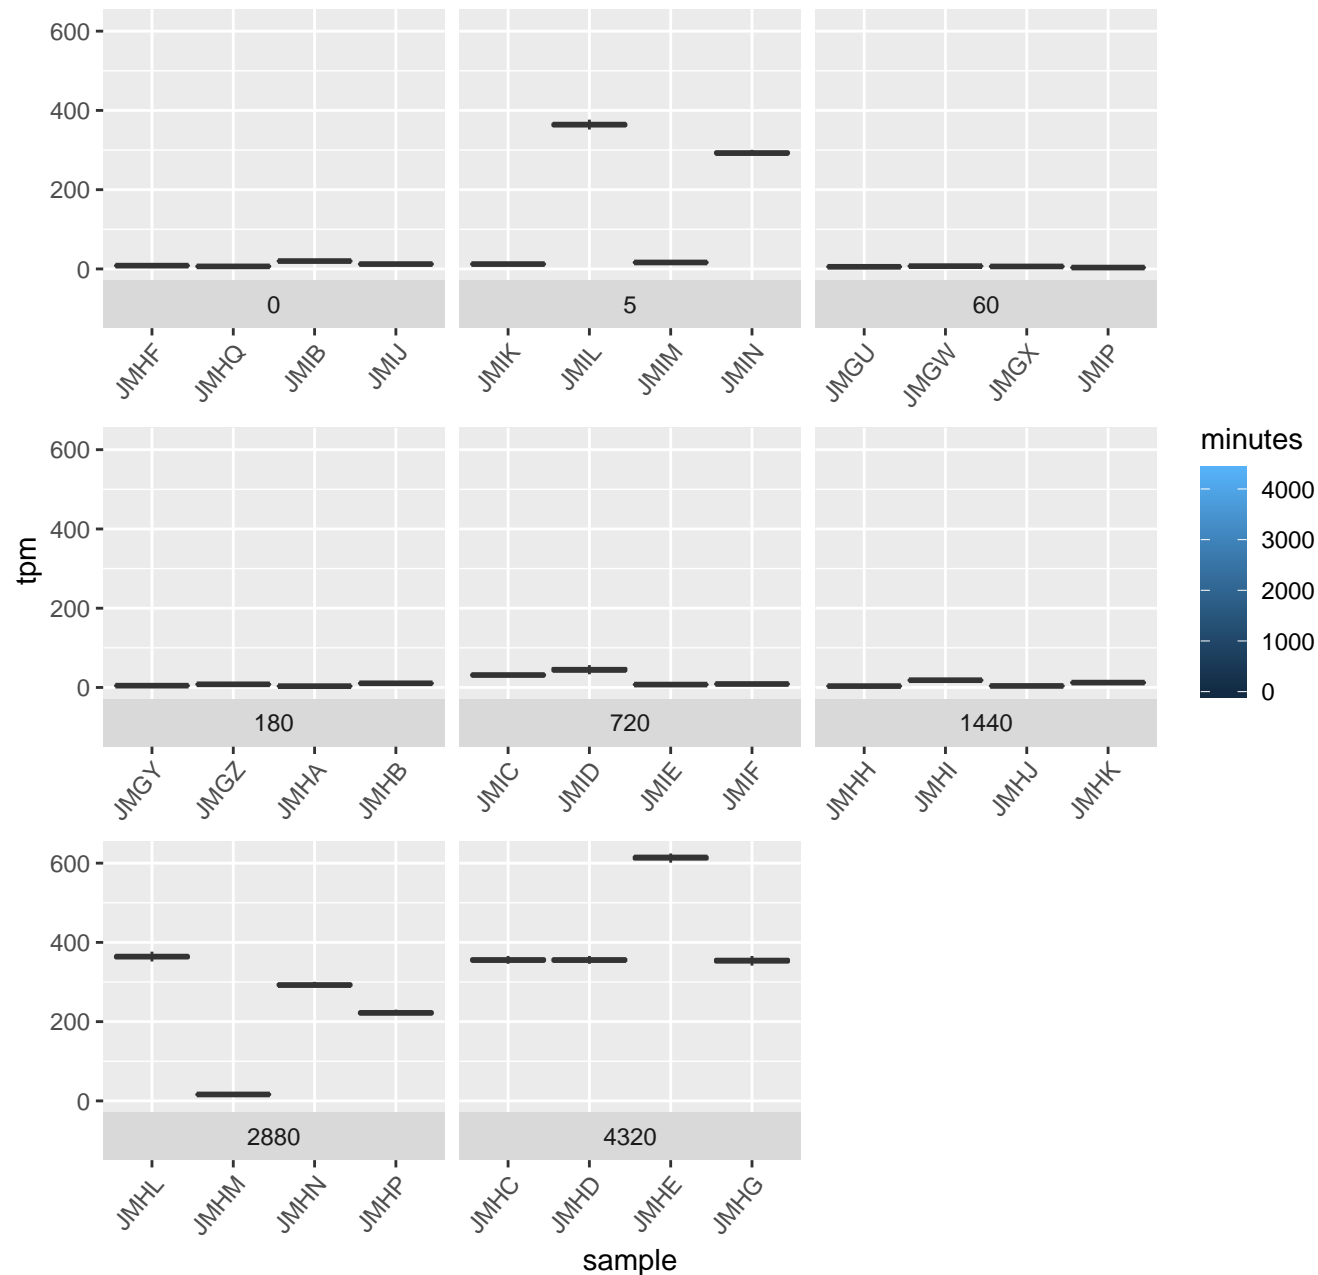 tpm
600
400
200
0
0
5
60
JMHF JMHQ JMIB JMIJ
JMIK JMIL JMIM JMIN
JMGU JMGW JMGX JMIP
600
400
200
0
180
720
1440
JMGY JMGZ JMHA JMHB
JMIC JMID JMIE JMIF
JMHH JMHI JMHJ JMHK
600
400
200
0
2880
4320
JMHL JMHM JMHN JMHP
JMHC JMHD JMHE JMHG
sample
minutes
4000
3000
2000
1000
0